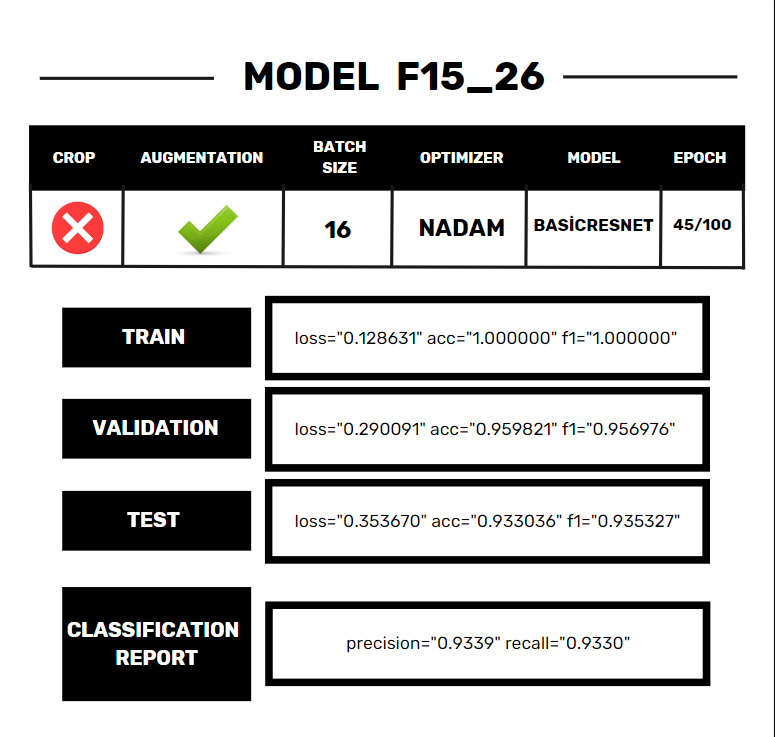 MODEL F15_26
CROP AUGMENTATION BATCH SIZE OPTIMIZER MODEL EPOCH
16 NADAM BASİCRESNET 45/100
TRAIN
loss="0.128631" acc="1.000000" f1="1.000000"
VALIDATION
loss="0.290091" acc="0.959821" f1="0.956976"
TEST
loss="0.353670" acc="0.933036" f1="0.935327"
CLASSIFICATION
REPORT
precision="0.9339" recall="0.9330"